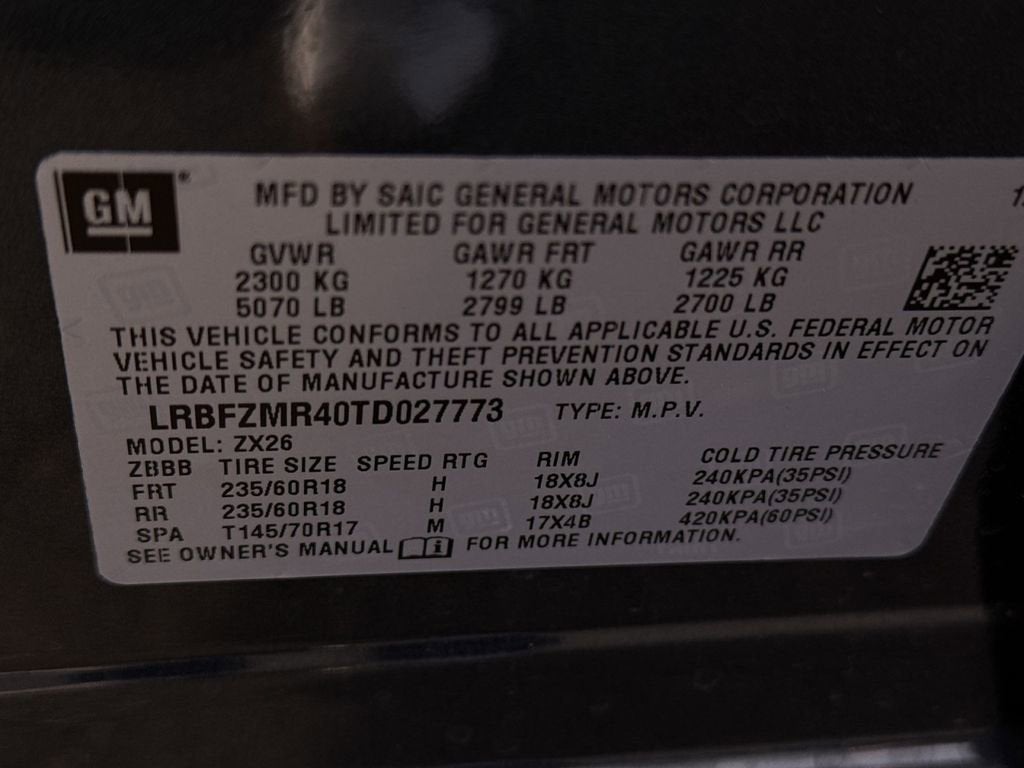 GM®
MFD BY SAIC GENERAL MOTORS CORPORATION
LIMITED FOR GENERAL MOTORS LLC
GVWR GAWR FRT GAWR RR
2300 KG 1270 KG 1225 KG
5070 LB 2799 LB 2700 LB
THIS VEHICLE CONFORMS TO ALL APPLICABLE U.S. FEDERAL MOTOR
VEHICLE SAFETY AND THEFT PREVENTION STANDARDS IN EFFECT ON
THE DATE OF MANUFACTURE SHOWN ABOVE.
LRBFZMR40TD027773 TYPE: M.P.V.
MODEL: ZX26
ZBBB TIRE SIZE SPEED RTG RIM COLD TIRE PRESSURE
FRT 235/60R18 H 18X8J 240KPA(35PSI)
RR 235/60R18 H 18X8J 240KPA(35PSI)
SPA T145/70R17 M 17X4B 420KPA(60PSI)
SEE OWNER'S MANUAL FOR MORE INFORMATION.